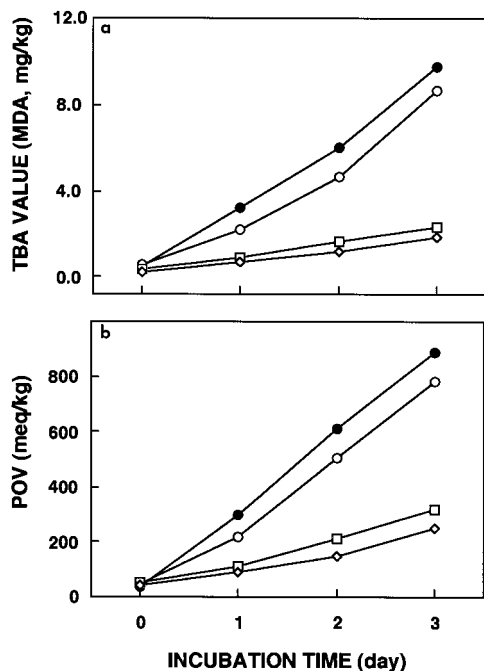 a
TBA VALUE (MDA, mg/kg)
12.0
8.0
4.0
0.0
b
POV (meq/kg)
800
600
400
200
0
0 1 2 3
INCUBATION TIME (day)